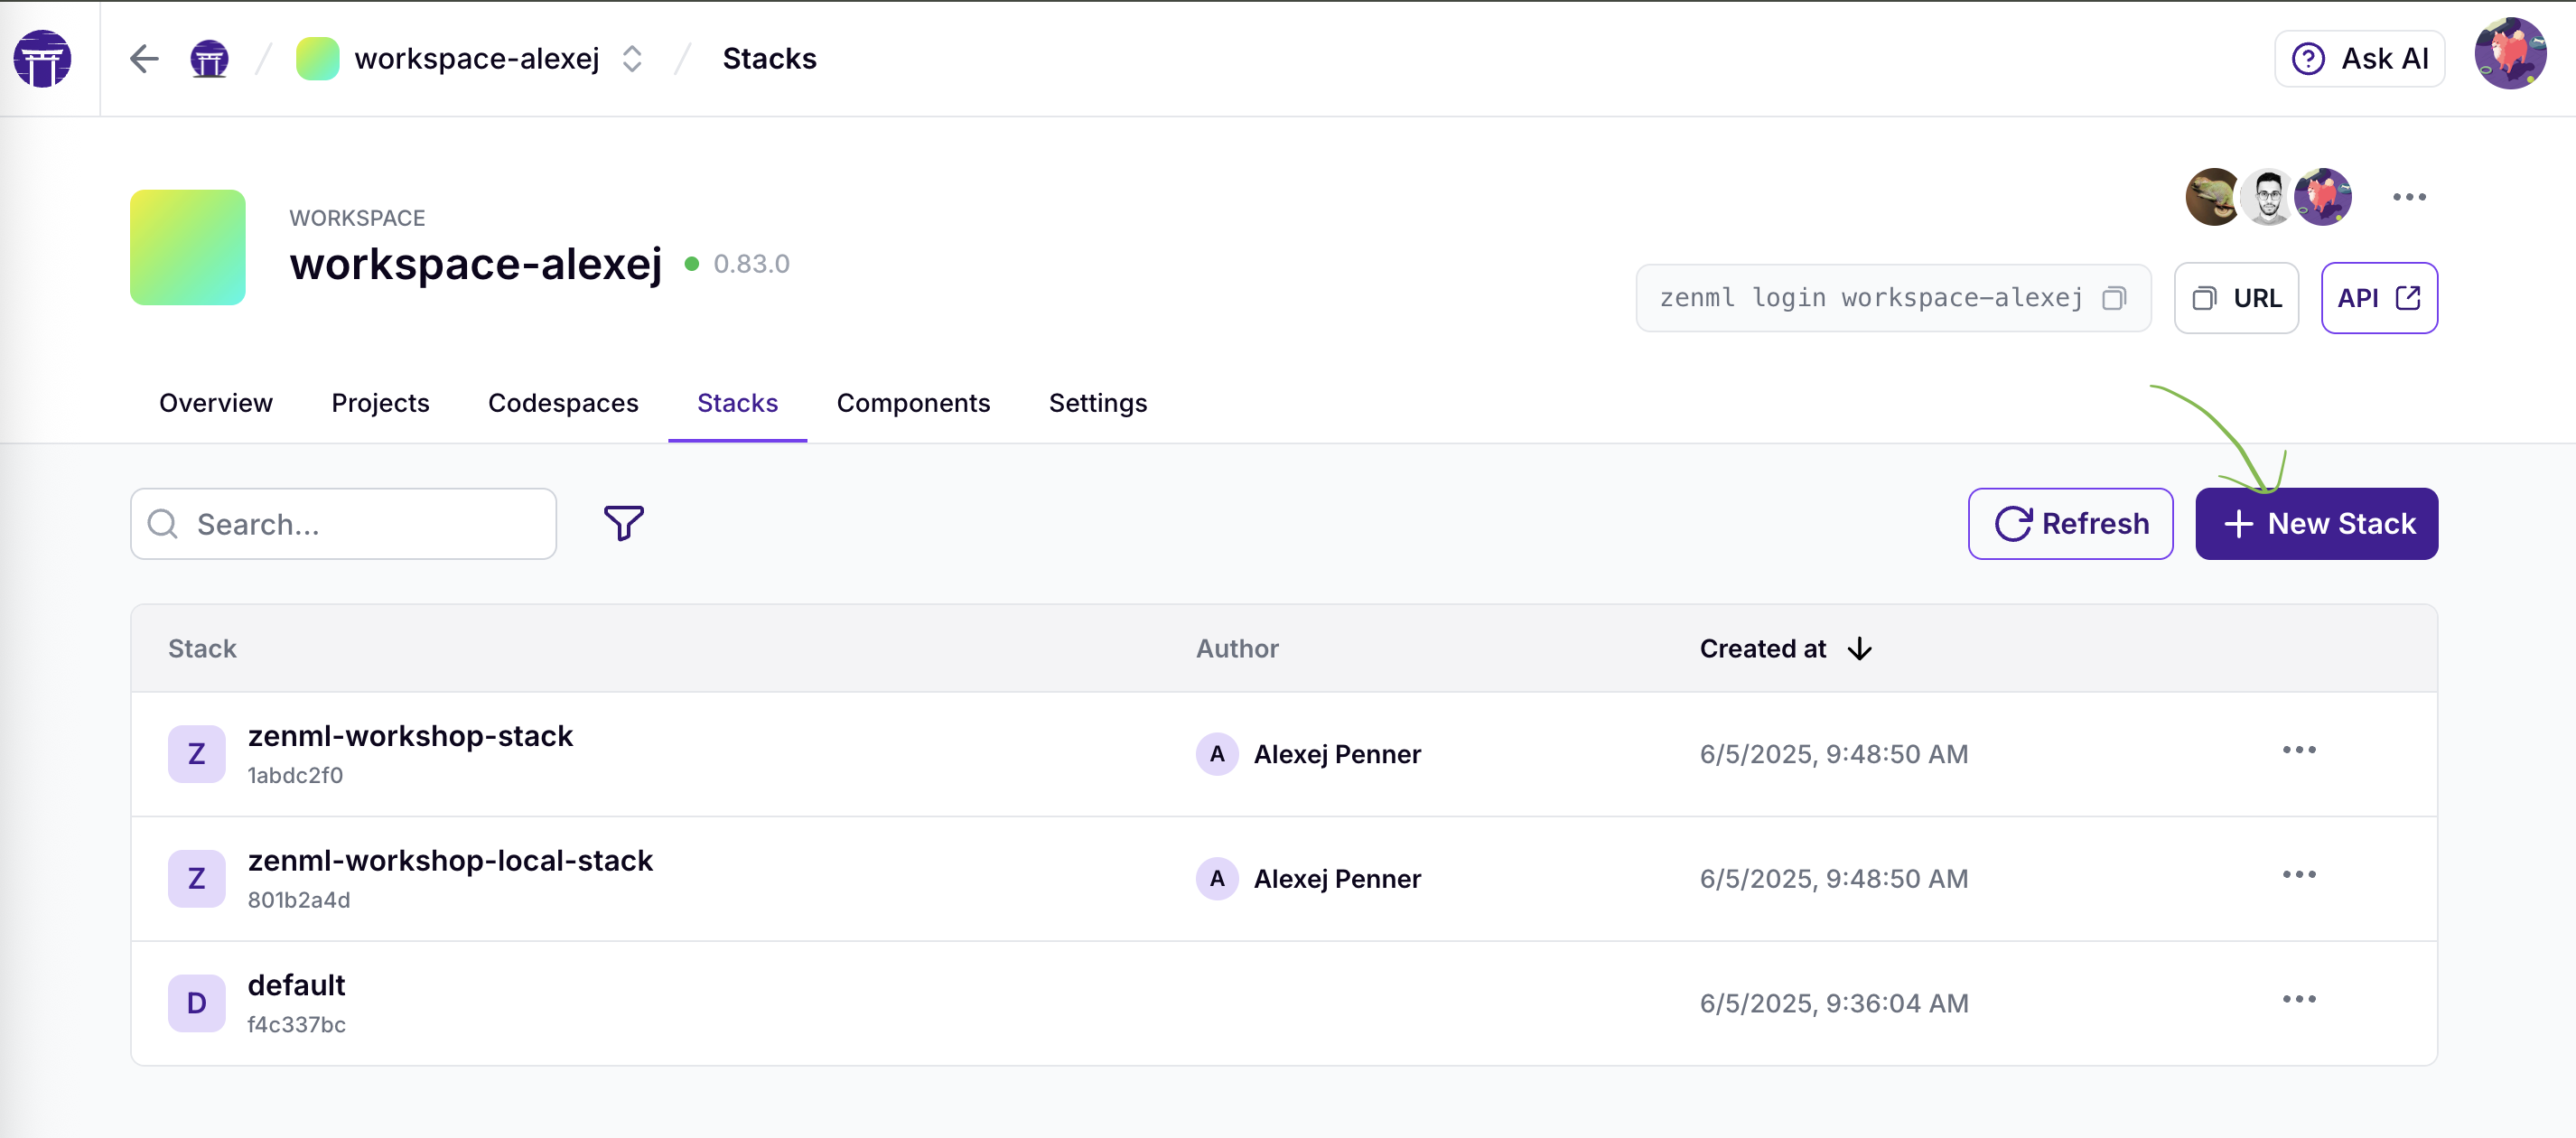 workspace-alexej / Stacks
Ask AI
WORKSPACE
workspace-alexej 0.83.0
zenml login workspace-alexej
URL
API
Overview Projects Codespaces Stacks Components Settings
Search...
Refresh
+ New Stack
Stack Author Created at
Z zenml-workshop-stack
1abdc2f0
A Alexej Penner 6/5/2025, 9:48:50 AM
Z zenml-workshop-local-stack
801b2a4d
A Alexej Penner 6/5/2025, 9:48:50 AM
D default
f4c337bc
6/5/2025, 9:36:04 AM